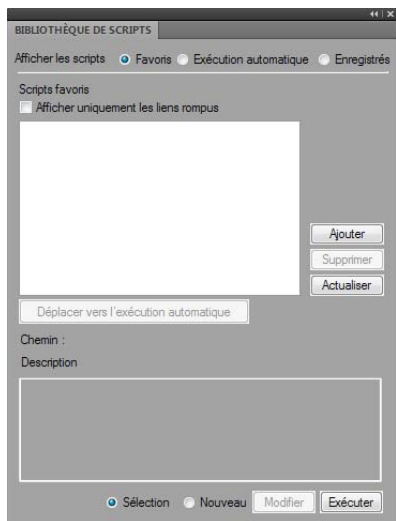 BIBLIOTHÈQUE DE SCRIPTS
Afficher les scripts Favoris Exécution automatique Enregistrés
Scripts favoris
Afficher uniquement les liens rompus
Ajouter
Supprimer
Actualiser
Déplacer vers l'exécution automatique
Chemin :
Description
Sélection Nouveau Modifier Exécuter